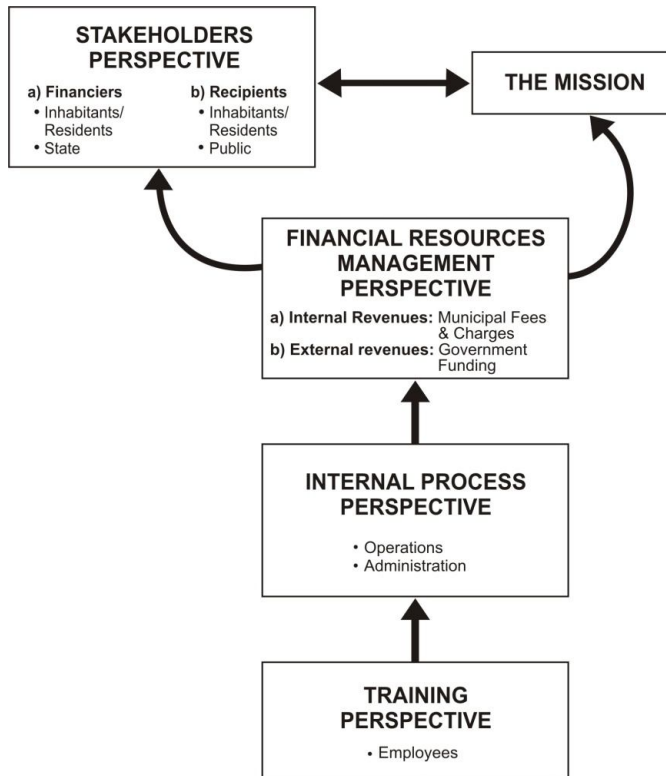 STAKEHOLDERS
PERSPECTIVE
a) Financiers
• Inhabitants/
Residents
• State
b) Recipients
• Inhabitants/
Residents
• Public
THE MISSION
FINANCIAL RESOURCES
MANAGEMENT
PERSPECTIVE
a) Internal Revenues: Municipal Fees
& Charges
b) External revenues: Government
Funding
INTERNAL PROCESS
PERSPECTIVE
• Operations
• Administration
TRAINING
PERSPECTIVE
• Employees